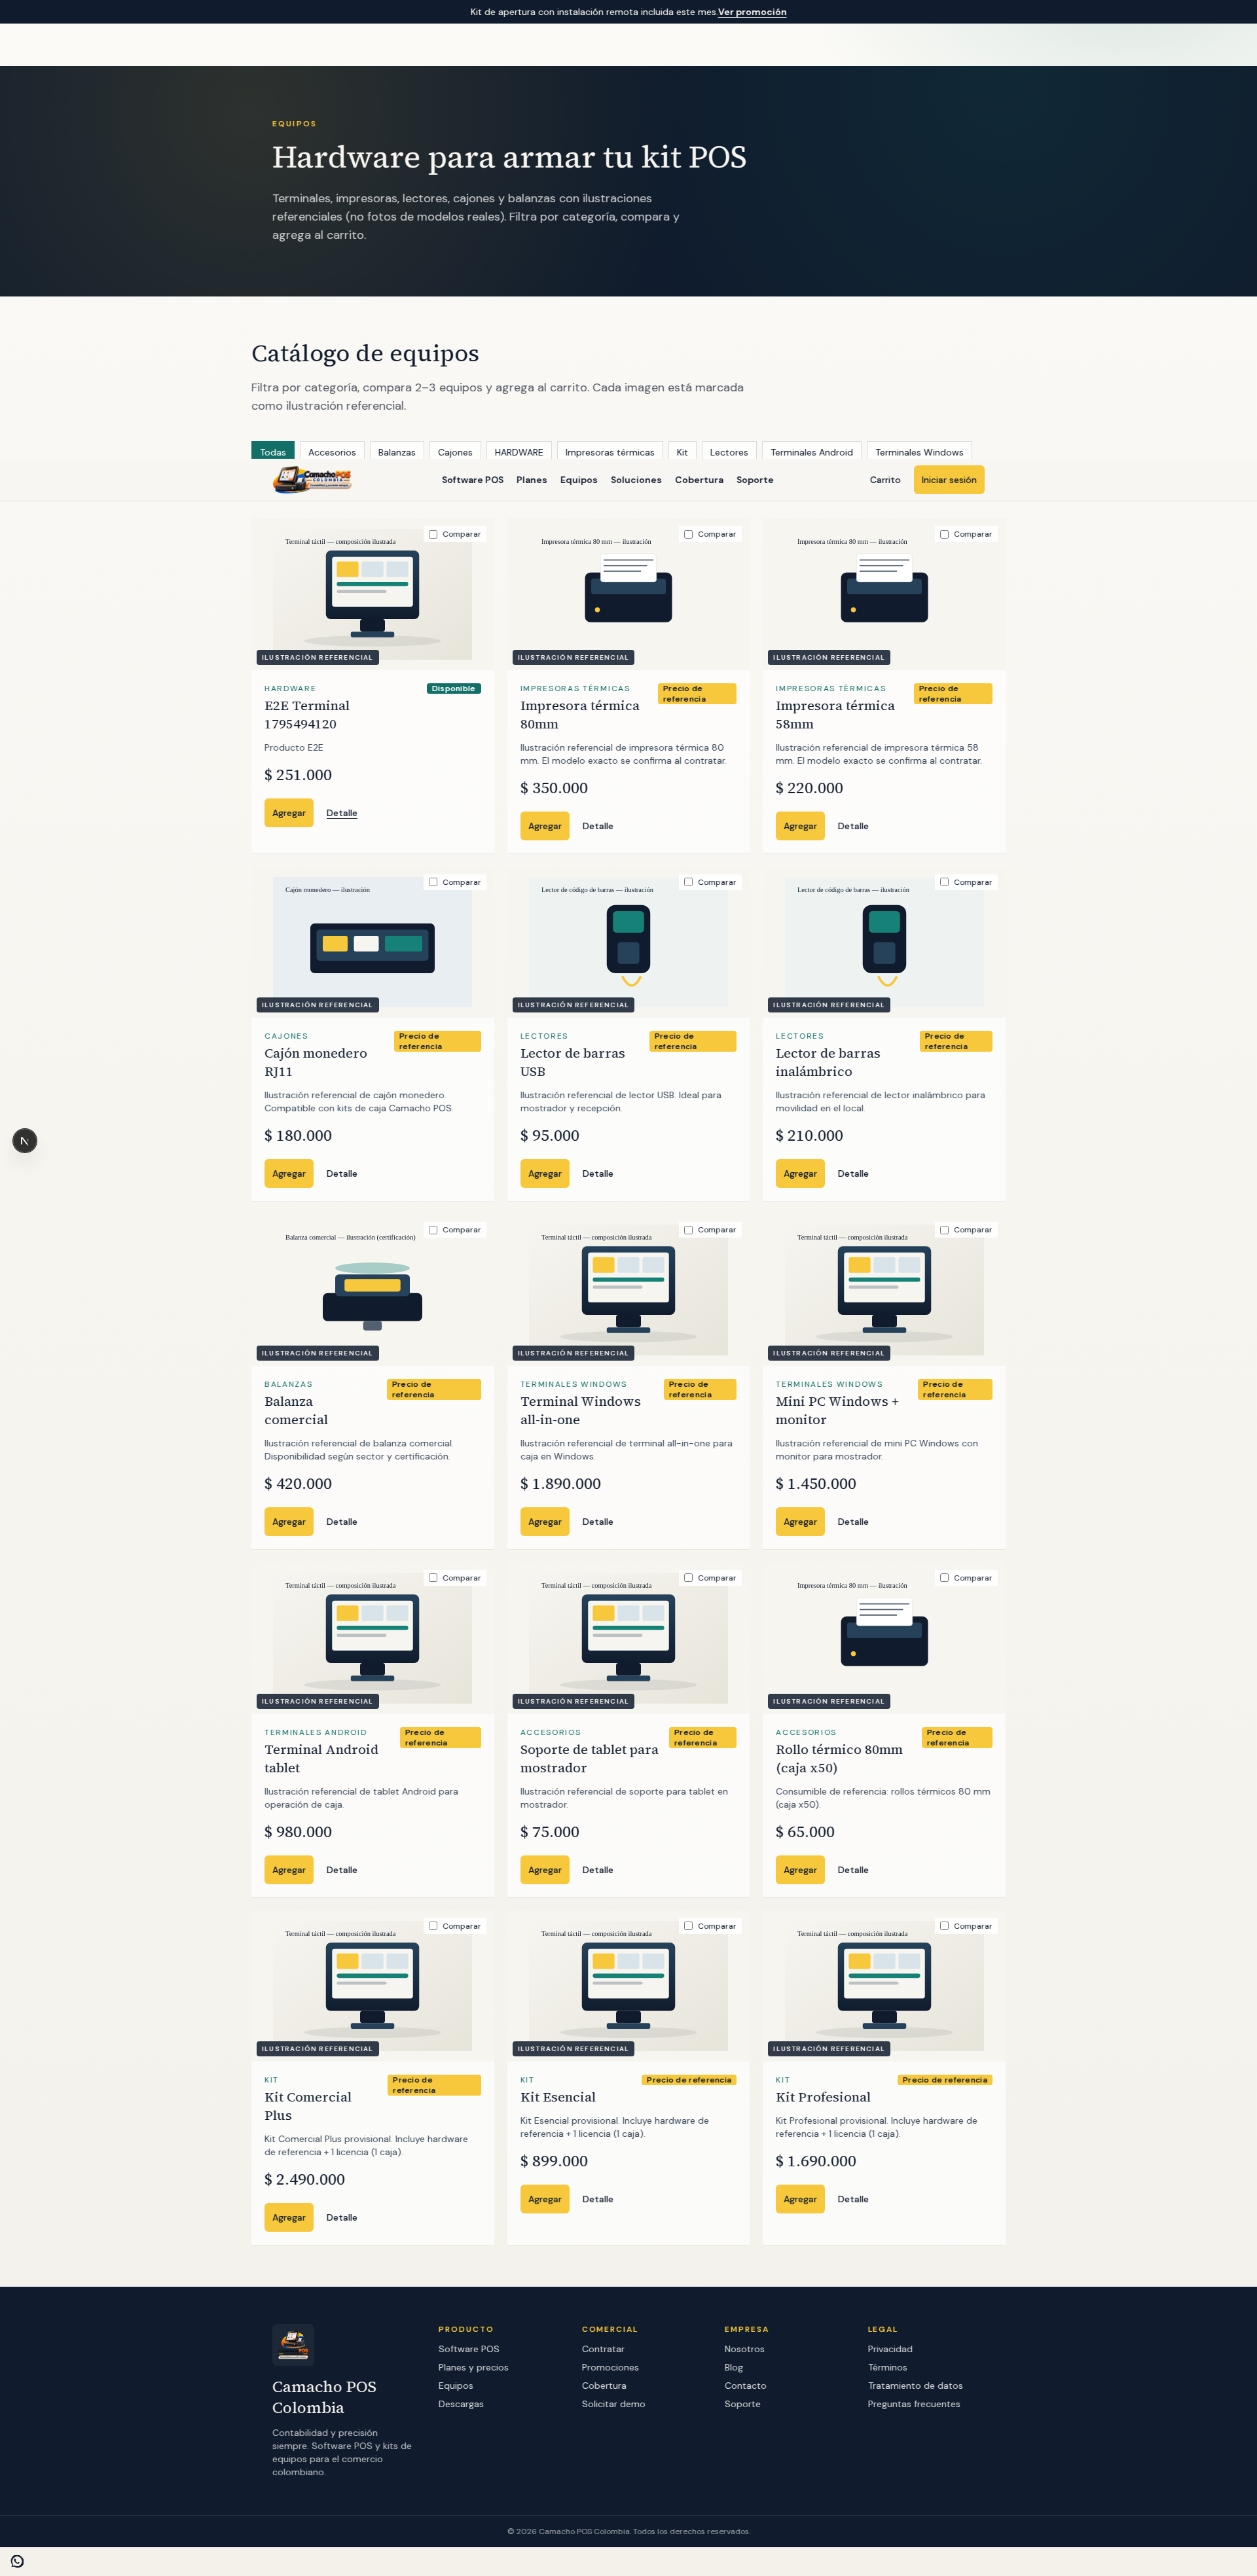 Kit de apertura con instalación remota incluida este mes Ver promoción
EQUIPOS
Hardware para armar tu kit POS
Terminales, impresoras, lectores, cajones y balanzas con ilustraciones
referenciales (no fotos de modelos reales). Filtra por categoría, compara y
agrega al carrito.
Catálogo de equipos
Filtra por categoría, compara 2–3 equipos y agrega al carrito. Cada imagen está marcada
como ilustración referencial.
Todas Accesorios Balanzas Cajones HARDWARE Impresoras térmicas Kit Lectores Terminales Android Terminales Windows
CamachoPOS
COLOMBIA
Software POS Planes Equipos Soluciones Cobertura Soporte Carrito Iniciar sesión
Terminal táctil — composición ilustrada
Comparar
ILUSTRACIÓN REFERENCIAL
HARDWARE
Disponible
E2E Terminal
1795494120
Producto E2E
$ 251.000
Agregar Detalle
Impresora térmica 80 mm — ilustración
Comparar
ILUSTRACIÓN REFERENCIAL
IMPRESORAS TÉRMICAS
Precio de
referencia
Impresora térmica
80mm
Ilustración referencial de impresora térmica 80
mm. El modelo exacto se confirma al contratar.
$ 350.000
Agregar Detalle
Impresora térmica 80 mm — ilustración
Comparar
ILUSTRACIÓN REFERENCIAL
IMPRESORAS TÉRMICAS
Precio de
referencia
Impresora térmica
58mm
Ilustración referencial de impresora térmica 58
mm. El modelo exacto se confirma al contratar.
$ 220.000
Agregar Detalle
Cajón monedero — ilustración
Comparar
ILUSTRACIÓN REFERENCIAL
CAJONES
Precio de
referencia
Cajón monedero
RJ11
Ilustración referencial de cajón monedero.
Compatible con kits de caja Camacho POS.
$ 180.000
Agregar Detalle
Lector de código de barras — ilustración
Comparar
ILUSTRACIÓN REFERENCIAL
LECTORES
Precio de
referencia
Lector de barras
USB
Ilustración referencial de lector USB. Ideal para
mostrador y recepción.
$ 95.000
Agregar Detalle
Lector de código de barras — ilustración
Comparar
ILUSTRACIÓN REFERENCIAL
LECTORES
Precio de
referencia
Lector de barras
inalámbrico
Ilustración referencial de lector inalámbrico para
movilidad en el local.
$ 210.000
Agregar Detalle
Balanza comercial — ilustración (certificación)
Comparar
ILUSTRACIÓN REFERENCIAL
BALANZAS
Precio de
referencia
Balanza
comercial
Ilustración referencial de balanza comercial.
Disponibilidad según sector y certificación.
$ 420.000
Agregar Detalle
Terminal táctil — composición ilustrada
Comparar
ILUSTRACIÓN REFERENCIAL
TERMINALES WINDOWS
Precio de
referencia
Terminal Windows
all-in-one
Ilustración referencial de terminal all-in-one para
caja en Windows.
$ 1.890.000
Agregar Detalle
Terminal táctil — composición ilustrada
Comparar
ILUSTRACIÓN REFERENCIAL
TERMINALES WINDOWS
Precio de
referencia
Mini PC Windows +
monitor
Ilustración referencial de mini PC Windows con
monitor para mostrador.
$ 1.450.000
Agregar Detalle
Terminal táctil — composición ilustrada
Comparar
ILUSTRACIÓN REFERENCIAL
TERMINALES ANDROID
Precio de
referencia
Terminal Android
tablet
Ilustración referencial de tablet Android para
operación de caja.
$ 980.000
Agregar Detalle
Terminal táctil — composición ilustrada
Comparar
ILUSTRACIÓN REFERENCIAL
ACCESORIOS
Precio de
referencia
Soporte de tablet para
mostrador
Ilustración referencial de soporte para tablet en
mostrador.
$ 75.000
Agregar Detalle
Impresora térmica 80 mm — ilustración
Comparar
ILUSTRACIÓN REFERENCIAL
ACCESORIOS
Precio de
referencia
Rollo térmico 80mm
(caja x50)
Consumible de referencia: rollos térmicos 80 mm
(caja x50).
$ 65.000
Agregar Detalle
Terminal táctil — composición ilustrada
Comparar
ILUSTRACIÓN REFERENCIAL
KIT
Precio de
referencia
Kit Comercial
Plus
Kit Comercial Plus provisional. Incluye hardware
de referencia + 1 licencia (1 caja).
$ 2.490.000
Agregar Detalle
Terminal táctil — composición ilustrada
Comparar
ILUSTRACIÓN REFERENCIAL
KIT
Precio de referencia
Kit Esencial
Kit Esencial provisional. Incluye hardware de
referencia + 1 licencia (1 caja).
$ 899.000
Agregar Detalle
Terminal táctil — composición ilustrada
Comparar
ILUSTRACIÓN REFERENCIAL
KIT
Precio de referencia
Kit Profesional
Kit Profesional provisional. Incluye hardware de
referencia + 1 licencia (1 caja).
$ 1.690.000
Agregar Detalle
Camacho POS
Colombia
Contabilidad y precisión
siempre. Software POS y kits de
equipos para el comercio
colombiano.
PRODUCTO
Software POS
Planes y precios
Equipos
Descargas
COMERCIAL
Contratar
Promociones
Cobertura
Solicitar demo
EMPRESA
Nosotros
Blog
Contacto
Soporte
LEGAL
Privacidad
Términos
Tratamiento de datos
Preguntas frecuentes
© 2026 Camacho POS Colombia. Todos los derechos reservados.